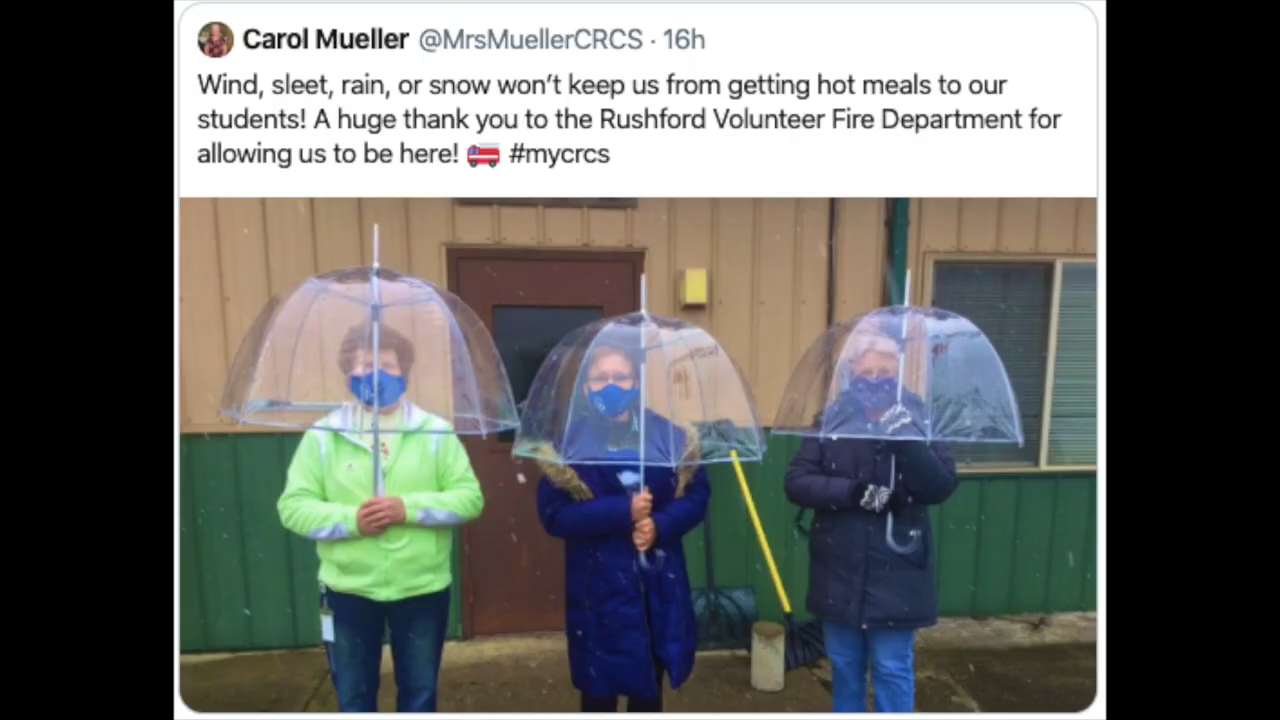 Carol Mueller @MrsMuellerCRCS · 16h
Wind, sleet, rain, or snow won’t keep us from getting hot meals to our
students! A huge thank you to the Rushford Volunteer Fire Department for
allowing us to be here! 🚒 #mycrcs